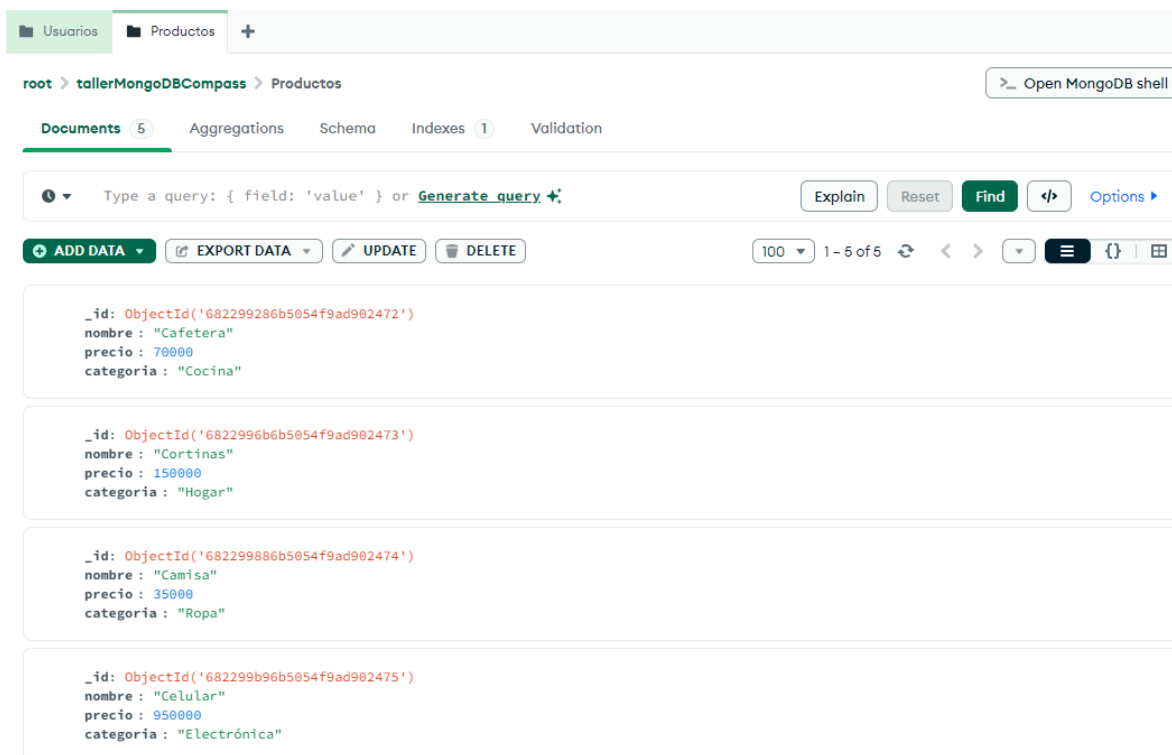 Usuarios Productos +
root > tallerMongoDBCompass > Productos >_ Open MongoDB shell
Documents 5 Aggregations Schema Indexes 1 Validation
Type a query: { field: 'value' } or Generate query Explain Reset Find </> Options
ADD DATA EXPORT DATA UPDATE DELETE 100 1 – 5 of 5 {}
_id: ObjectId('682299286b5054f9ad902472')
nombre : "Cafetera"
precio : 70000
categoria : "Cocina"
_id: ObjectId('6822996b6b5054f9ad902473')
nombre : "Cortinas"
precio : 150000
categoria : "Hogar"
_id: ObjectId('682299886b5054f9ad902474')
nombre : "Camisa"
precio : 35000
categoria : "Ropa"
_id: ObjectId('682299b96b5054f9ad902475')
nombre : "Celular"
precio : 950000
categoria : "Electrónica"